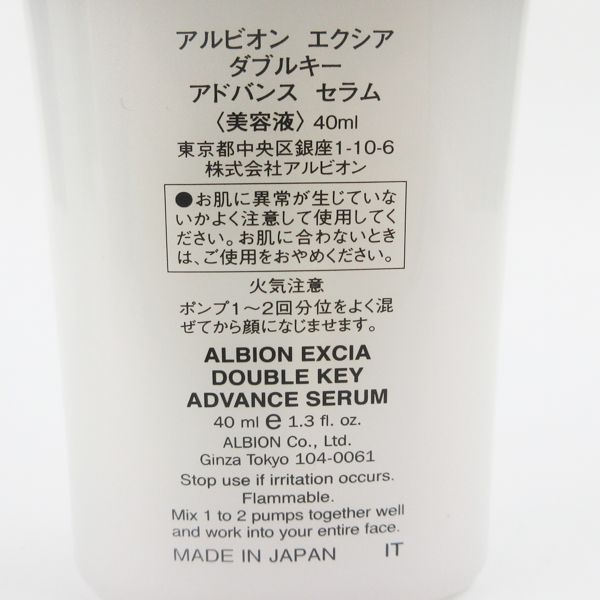 アルビオン エクシア
ダブルキー
アドバンス セラム
〈美容液〉40ml
東京都中央区銀座1-10-6
株式会社アルビオン
●お肌に異常が生じていな
いかよく注意して使用してく
ださい。お肌に合わないとき
は、ご使用をおやめください。
火気注意
ポンプ1～2回分位をよく混
ぜてから顔になじませます。
ALBION EXCIA
DOUBLE KEY
ADVANCE SERUM
40 ml e 1.3 fl. oz.
ALBION Co., Ltd.
Ginza Tokyo 104-0061
Stop use if irritation occurs.
Flammable.
Mix 1 to 2 pumps together well
and work into your entire face.
MADE IN JAPAN IT